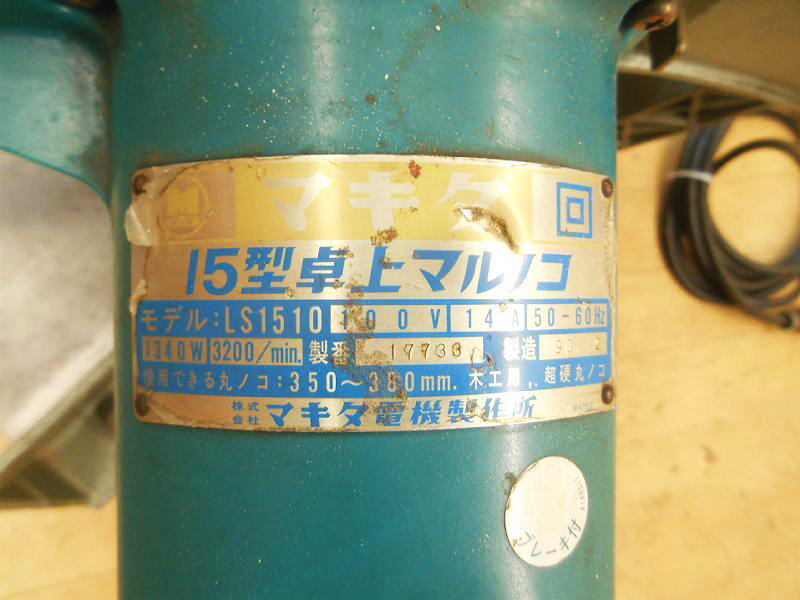 マキタ
15型卓上マルノコ
モデル:LS1510 100V 14A 50-60Hz
1340W 3200/min. 製番 17733 製造 90.2
使用できる丸ノコ:350～380mm. 木工用, 超硬丸ノコ
株式会社 マキタ電機製作所
ブレーキ付